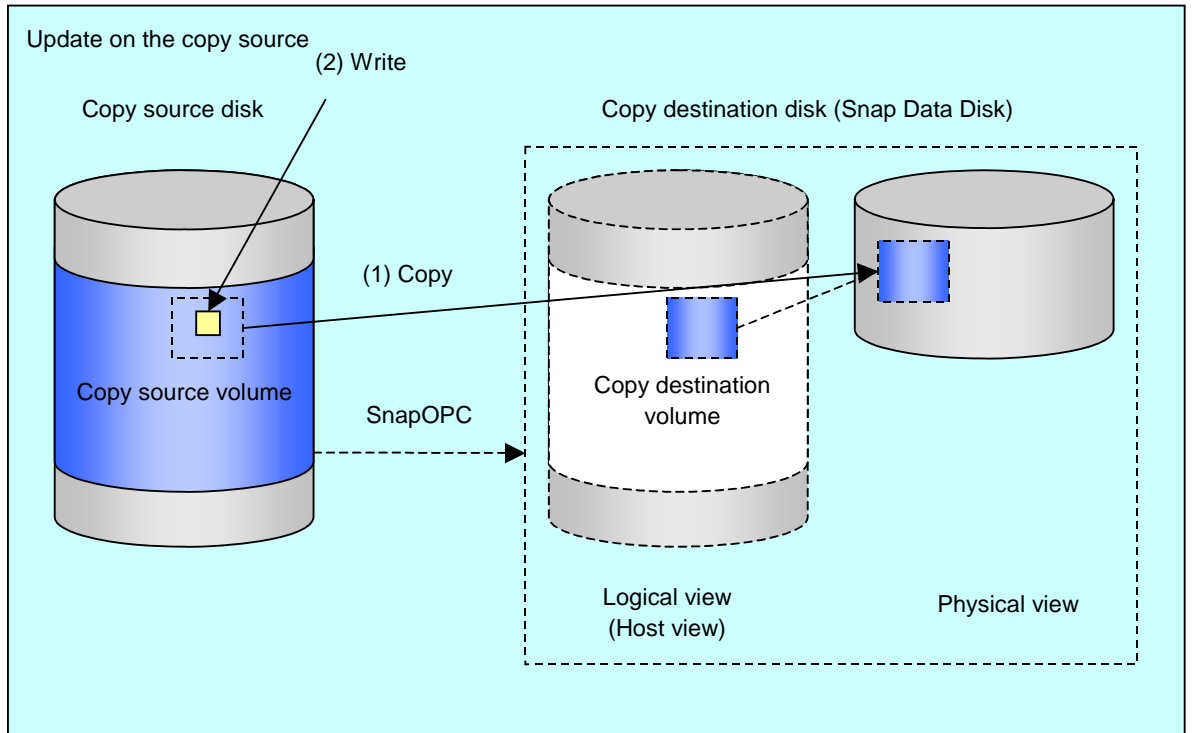 Update on the copy source
(2) Write
Copy source disk
Copy destination disk (Snap Data Disk)
(1) Copy
Copy source volume
Copy destination
volume
SnapOPC
Logical view
(Host view)
Physical view